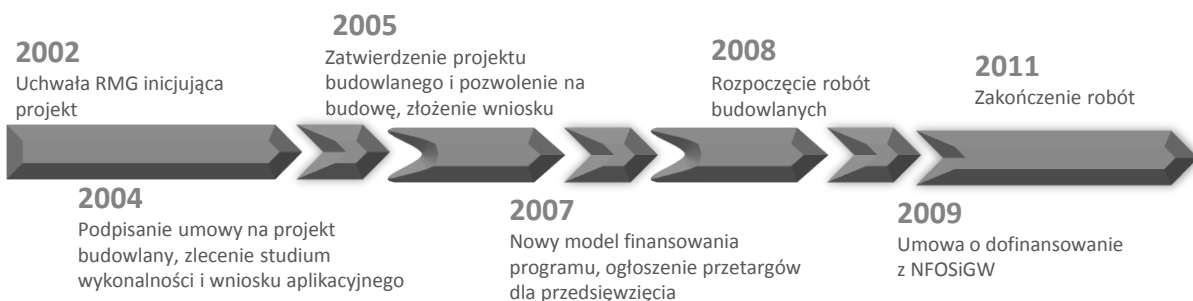 2002
Uchwała RMG inicjująca
projekt
2004
Podpisanie umowy na projekt
budowlany, zlecenie studium
wykonalności i wniosku aplikacyjnego
2005
Zatwierdzenie projektu
budowlanego i pozwolenie na
budowę, złożenie wniosku
2007
Nowy model finansowania
programu, ogłoszenie przetargów
dla przedsięwzięcia
2008
Rozpoczęcie robót
budowlanych
2009
Umowa o dofinansowanie
z NFOSiGW
2011
Zakończenie robót